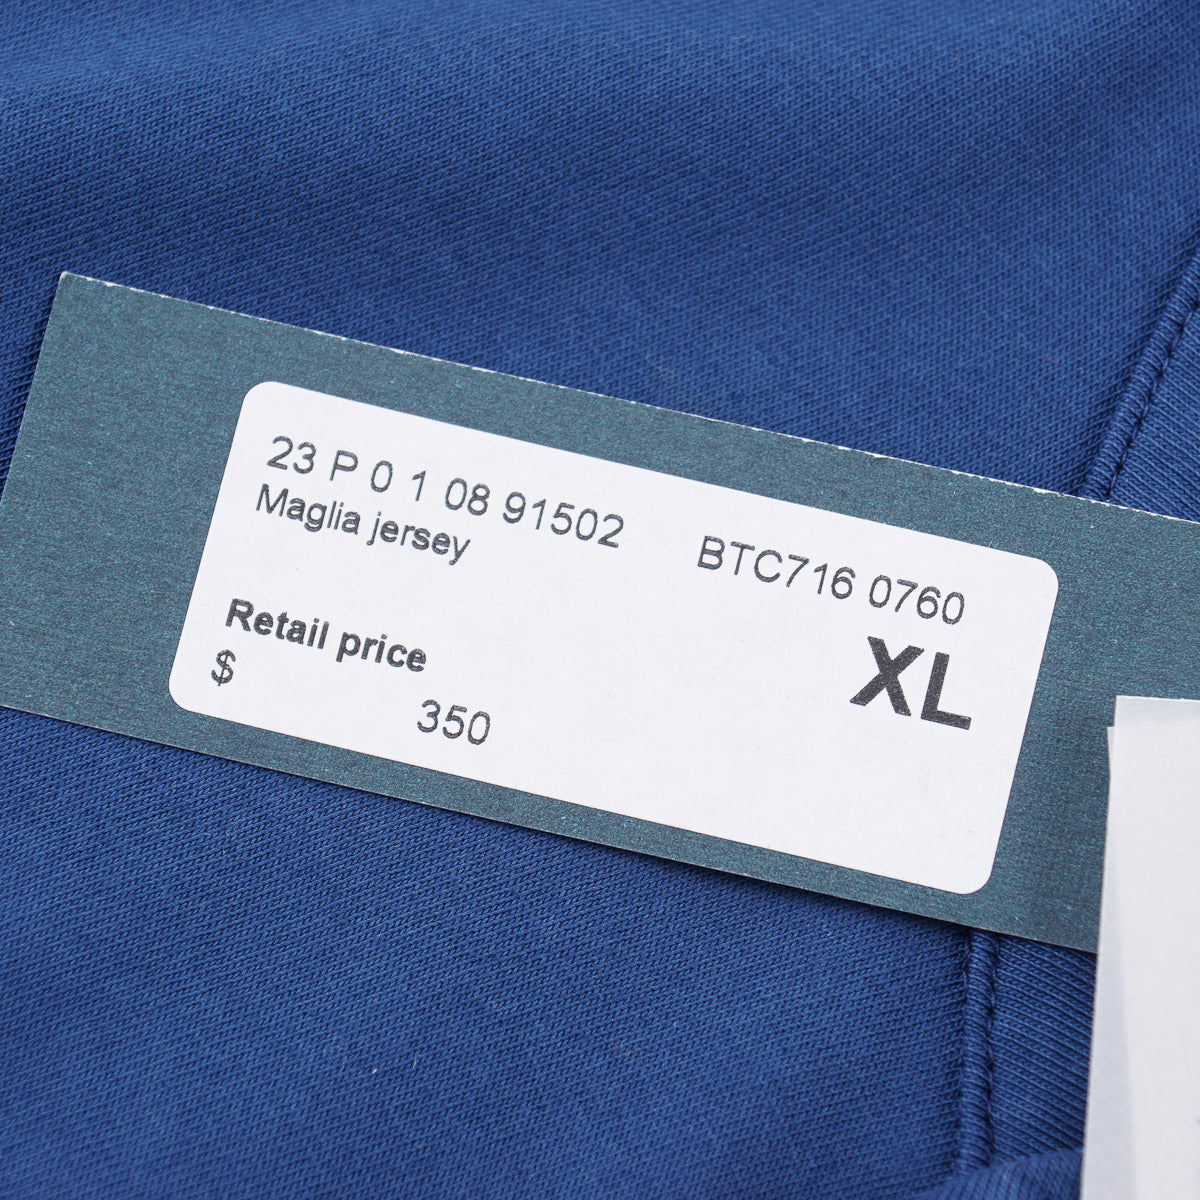 23 P 0 1 08 91502 BTC716 0760
Maglia jersey
XL
Retail price
$
350